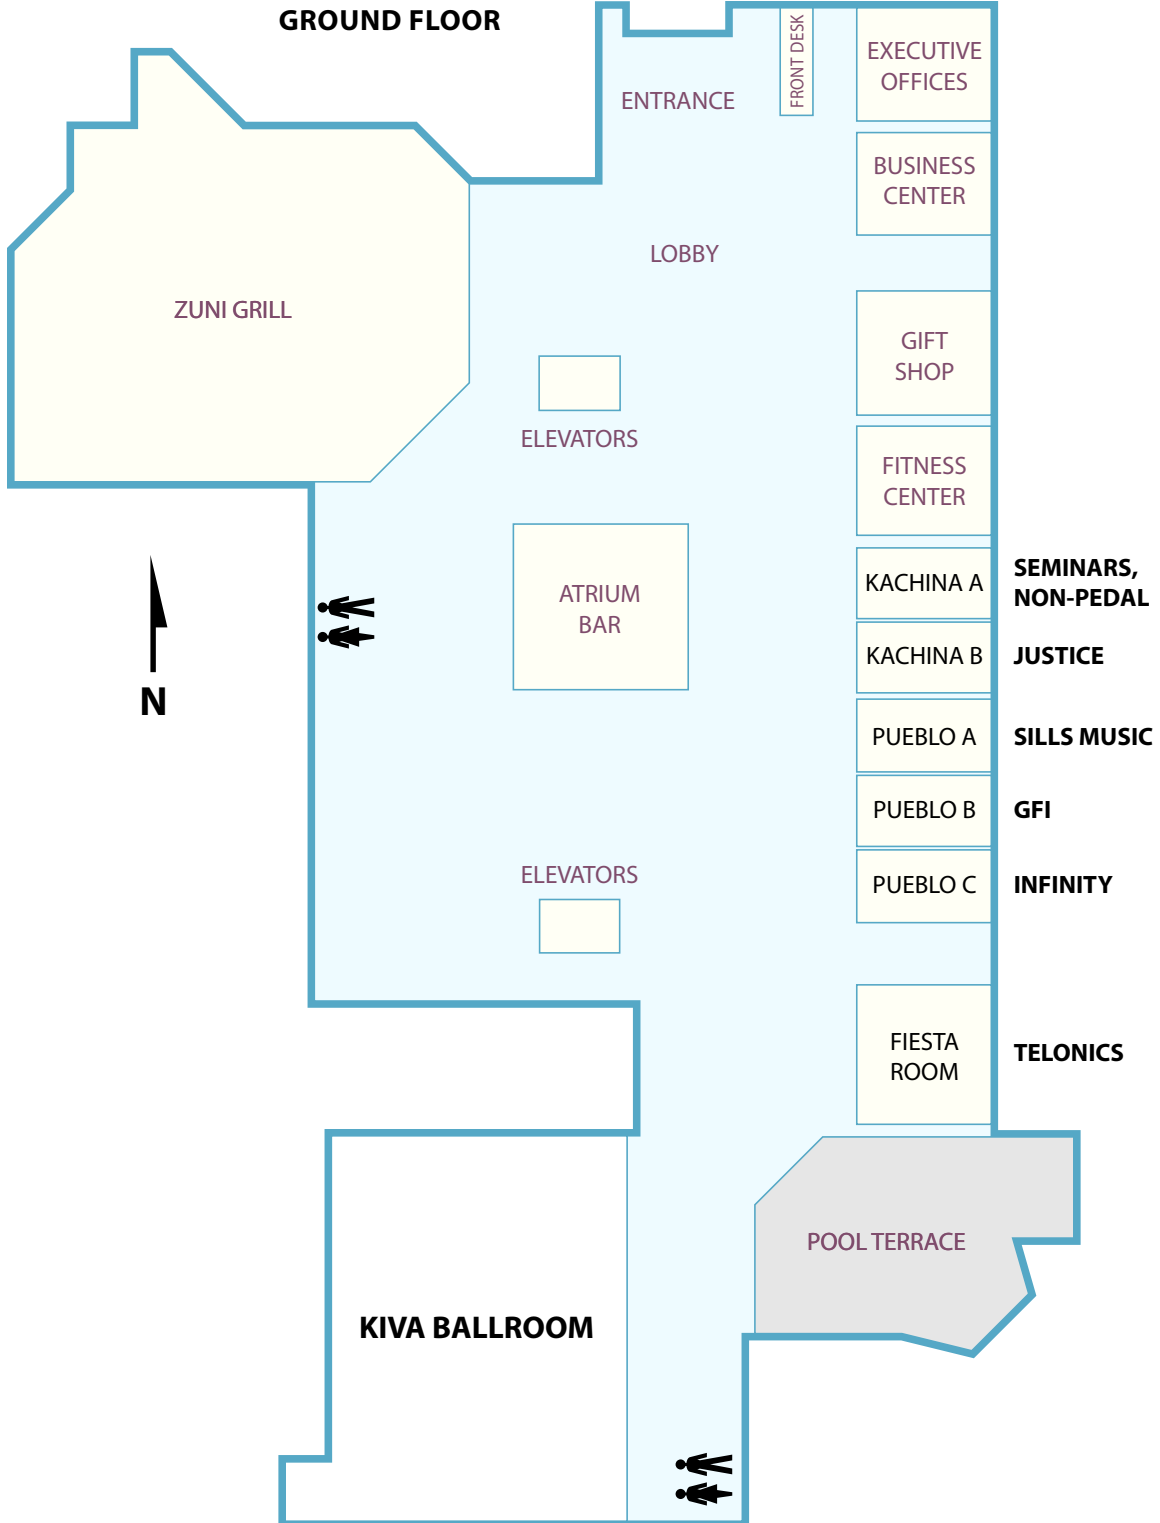 GROUND FLOOR
FRONT DESK
EXECUTIVE
OFFICES
ENTRANCE
BUSINESS
CENTER
LOBBY
ZUNI GRILL
GIFT
SHOP
ELEVATORS
FITNESS
CENTER
KACHINA A
SEMINARS,
NON-PEDAL
ATRIUM
BAR
KACHINA B
JUSTICE
N
PUEBLO A
SILLS MUSIC
PUEBLO B
GFI
ELEVATORS
PUEBLO C
INFINITY
FIESTA
ROOM
TELONICS
POOL TERRACE
KIVA BALLROOM